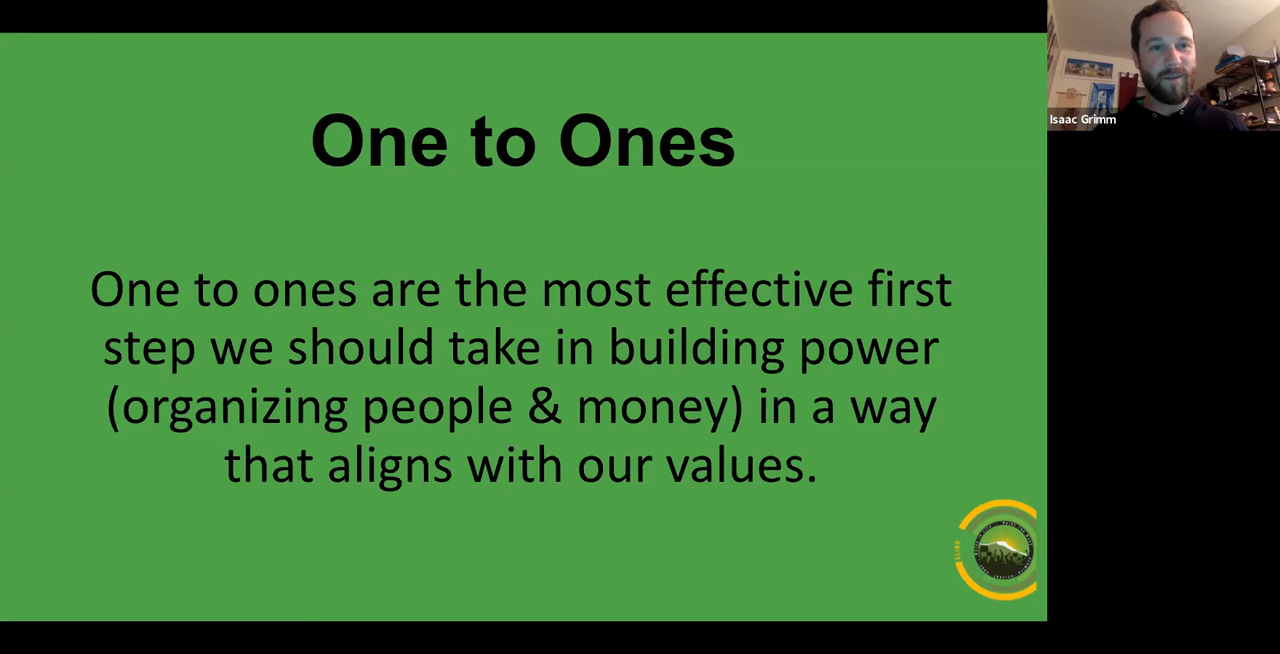 One to Ones
One to ones are the most effective first
step we should take in building power
(organizing people & money) in a way
that aligns with our values.
Isaac Grimm